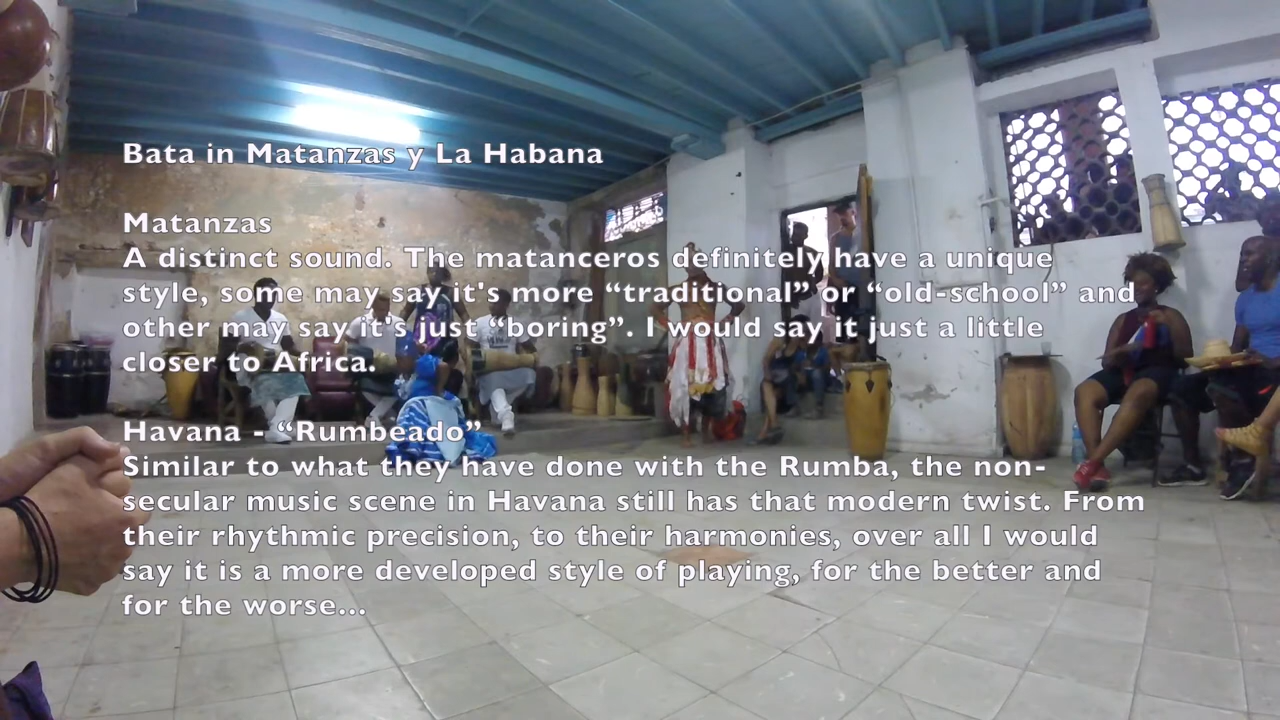 Bata in Matanzas y La Habana
Matanzas
A distinct sound. The matanceros definitely have a unique
style, some may say it's more “traditional” or “old-school” and
other may say it's just “boring”. I would say it just a little
closer to Africa.
Havana - “Rumbeado”
Similar to what they have done with the Rumba, the non-
secular music scene in Havana still has that modern twist. From
their rhythmic precision, to their harmonies, over all I would
say it is a more developed style of playing, for the better and
for the worse...